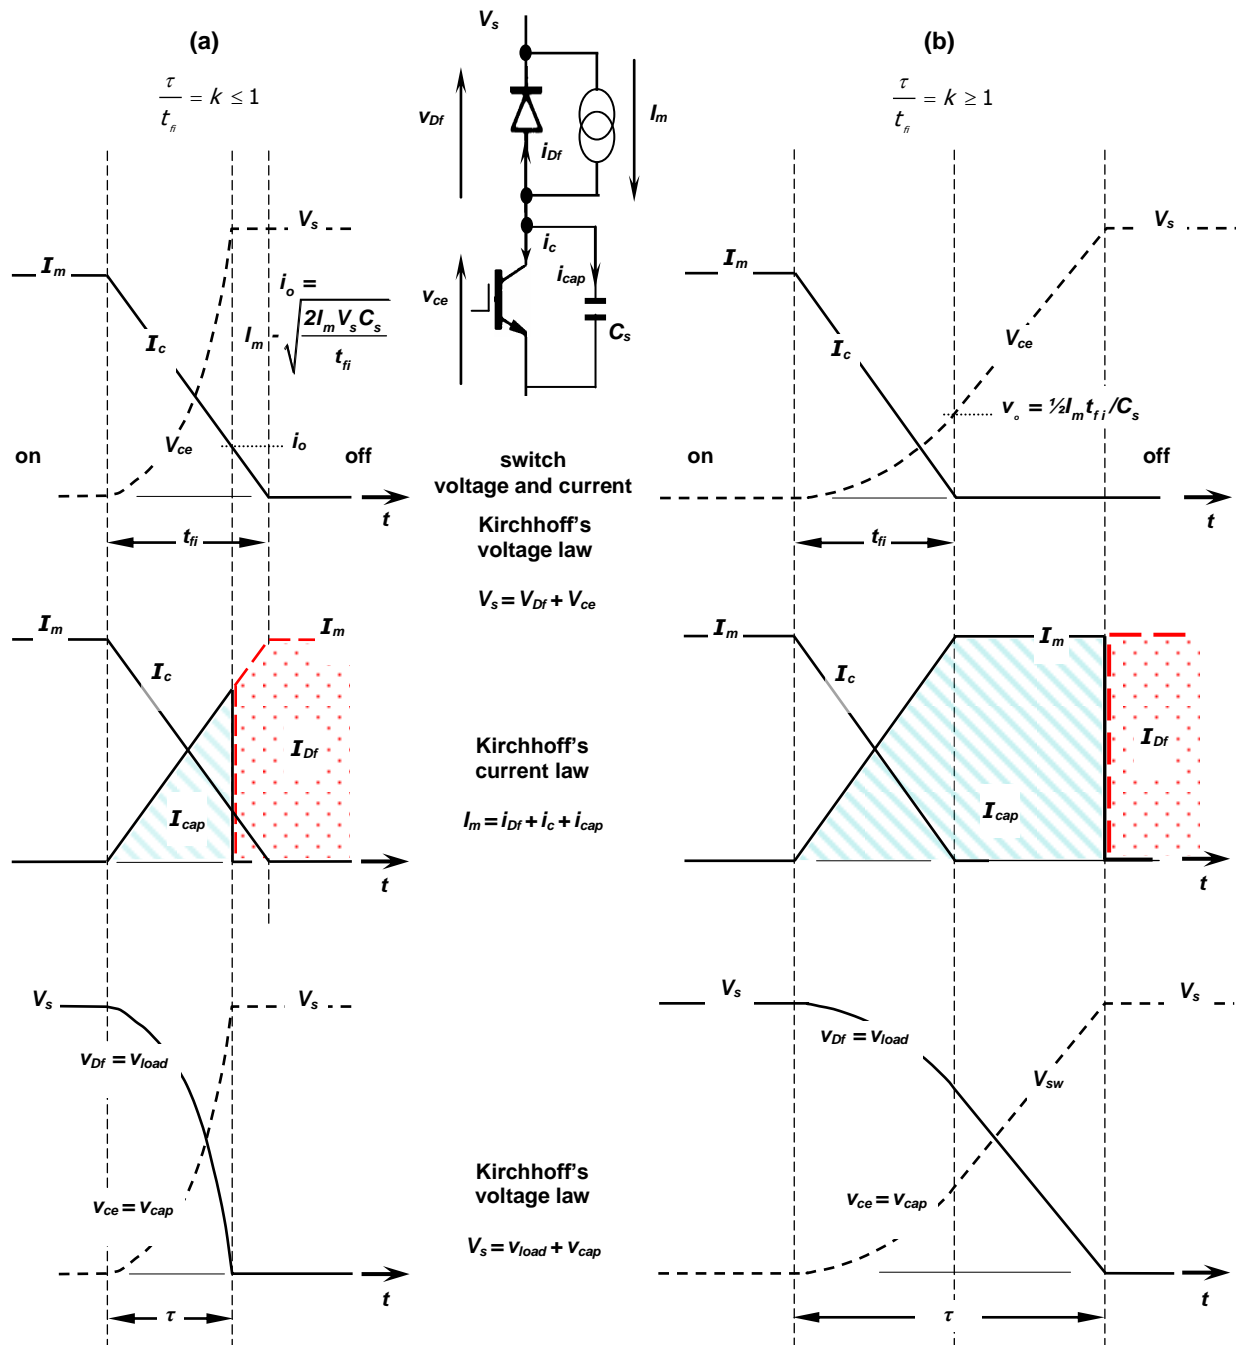 (a)
τ / t_fi = k ≤ 1
V_s
I_m
i_o =
I_m - √(2I_m V_s C_s / t_fi)
I_c
V_ce
i_o
on
off
t
t_fi
V_s
v_Df
i_Df
I_m
i_c
i_cap
v_ce
C_s
switch
voltage and current
Kirchhoff's
voltage law
V_s = V_Df + V_ce
(b)
τ / t_fi = k ≥ 1
V_s
I_m
I_c
V_ce
v_o = ½I_m t_fi /C_s
on
off
t
t_fi
I_m
I_m
I_c
I_Df
I_cap
t
Kirchhoff's
current law
I_m = i_Df + i_c + i_cap
I_m
I_m
I_c
I_Df
I_cap
t
V_s
V_s
v_Df = v_load
v_ce = v_cap
t
τ
Kirchhoff's
voltage law
V_s = v_load + v_cap
V_s
V_s
v_Df = v_load
V_sw
v_ce = v_cap
t
τ